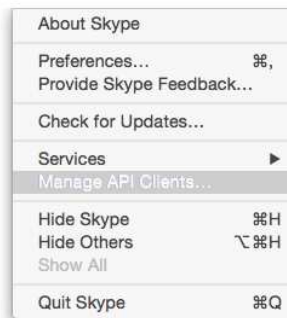 About Skype
Preferences... ⌘,
Provide Skype Feedback...
Check for Updates...
Services ▶
Manage API Clients...
Hide Skype ⌘H
Hide Others ⌥⌘H
Show All
Quit Skype ⌘Q